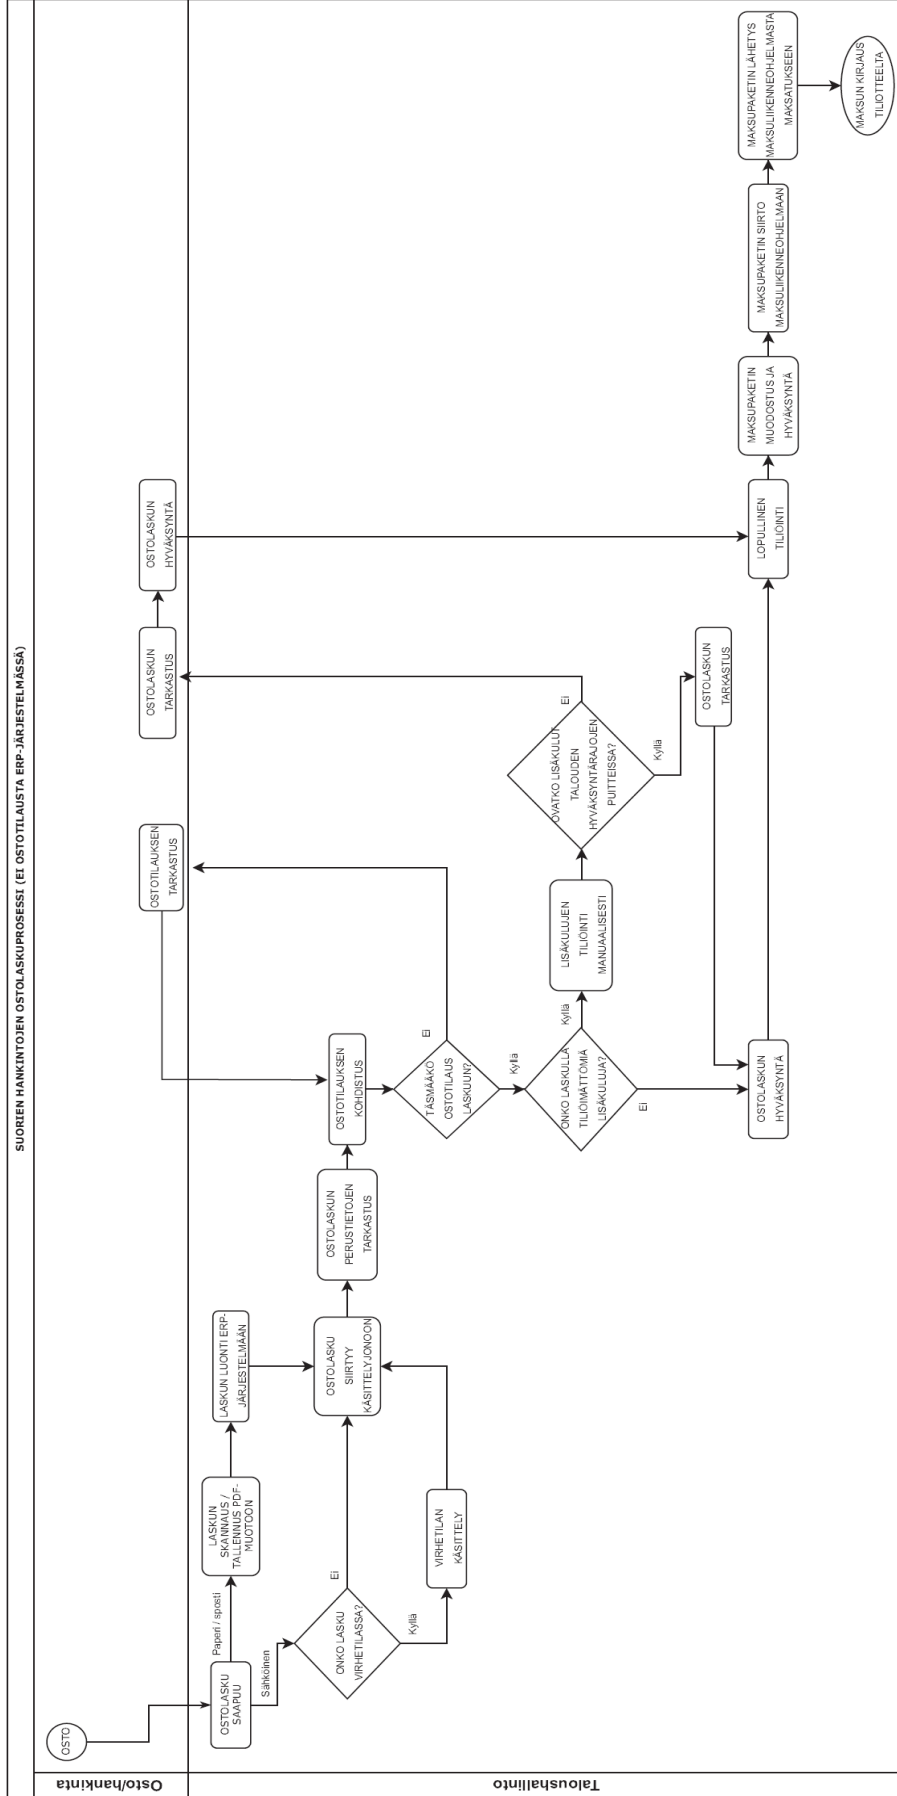 SUORIEN HANKINTOJEN OSTOLASKUPROSESSI (EI OSTOTILAUSTA ERP-JÄRJESTELMÄSSÄ)
Osto/hankinta
Taloushallinto
OSTO
OSTOLASKU
SAAPUU
Paperi / sposti
Sähköinen
LASKUN
SKANNAUS /
TALLENNUS PDF-
MUOTOON
LASKUN LUONTI ERP-
JÄRJESTELMÄÄN
ONKO LASKU
VIRHETILASSA?
Ei
Kyllä
VIRHETILAN
KÄSITTELY
OSTOLASKU
SIIRTYY
KÄSITTELYJONOON
OSTOLASKUN
PERUSTIETOJEN
TARKASTUS
OSTOTILAUKSEN
KOHDISTUS
TÄSMÄÄKÖ
OSTOTILAUS
LASKUUN?
Ei
Kyllä
OSTOTILAUKSEN
TARKASTUS
ONKO LASKULLA
TILIÖIMÄTTÖMIÄ
LISÄKULUJA?
Kyllä
Ei
LISÄKULUJEN
TILIÖINTI
MANUAALISESTI
OVATKO LISÄKULUT
TALOUDEN
HYVÄKSYNTÄRAJOJEN
PUITTEISSA?
Ei
Kyllä
OSTOLASKUN
TARKASTUS
OSTOLASKUN
HYVÄKSYNTÄ
OSTOLASKUN
TARKASTUS
OSTOLASKUN
HYVÄKSYNTÄ
LOPULLINEN
TILIÖINTI
MAKSUPAKETIN
MUODOSTUS JA
HYVÄKSYNTÄ
MAKSUPAKETIN SIIRTO
MAKSULIIKENNEOHJELMAAN
MAKSUPAKETIN LÄHETYS
MAKSULIIKENNEOHJELMASTA
MAKSATUKSEEN
MAKSUN KIRJAUS
TILIOTTEELTA